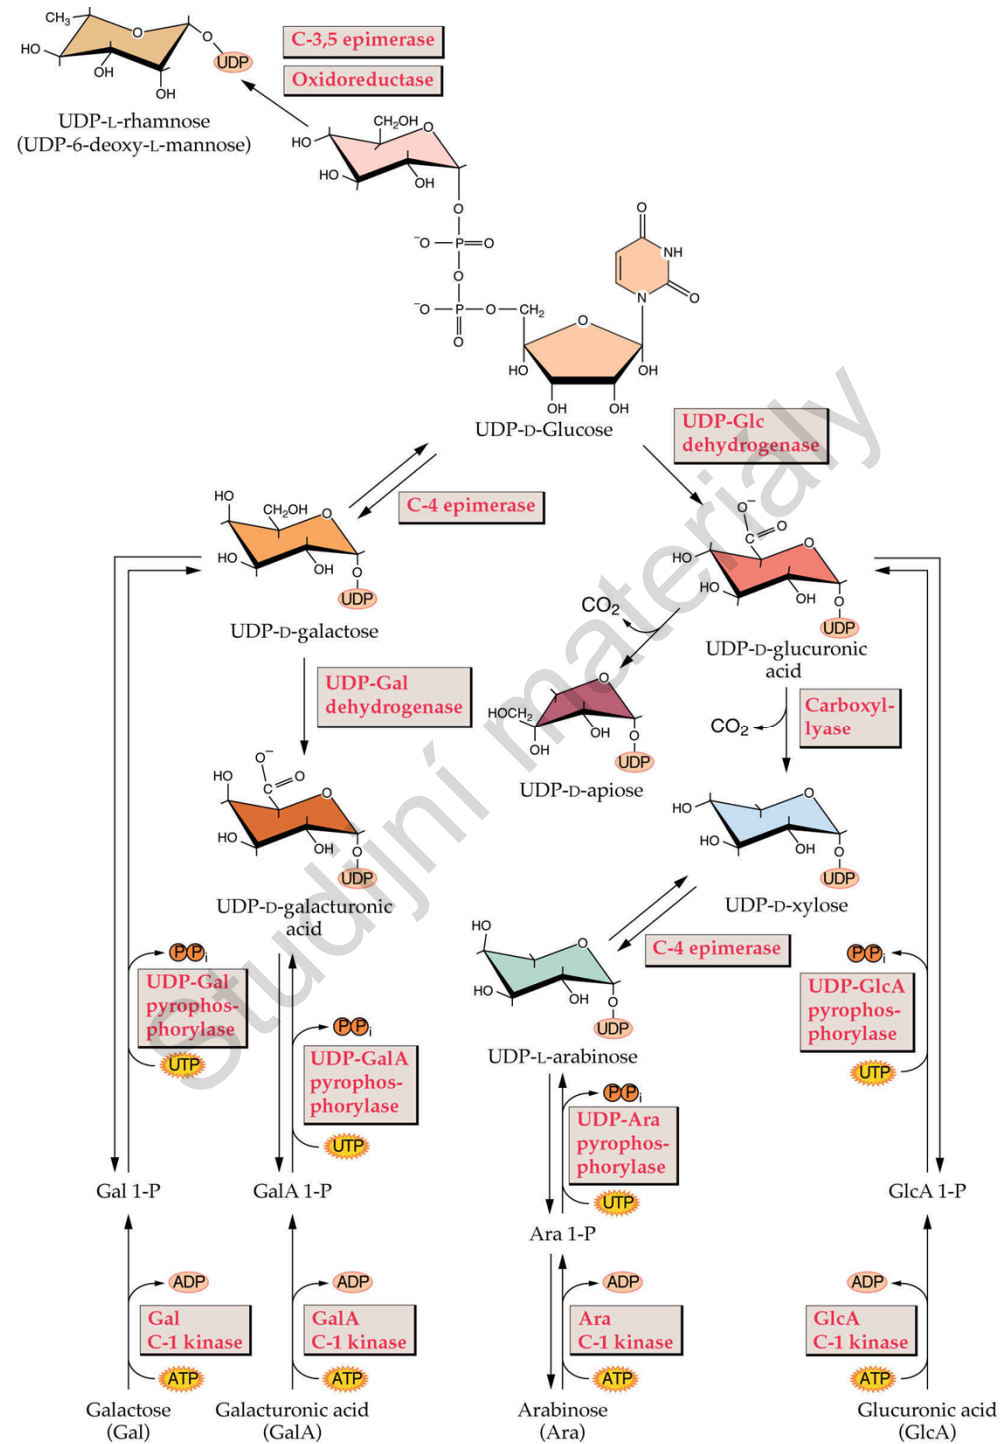 CH3
O
O
UDP
HO
OH
OH
UDP-L-rhamnose
(UDP-6-deoxy-L-mannose)
C-3,5 epimerase
Oxidoreductase
CH2OH
O
HO
HO
OH
O
−O
P
O
O
−O
P
O
CH2
O
O
O
NH
N
O
O
HO
OH
OH
OH
UDP-D-Glucose
UDP-Glc
dehydrogenase
C-4 epimerase
HO
CH2OH
O
HO
OH
O
UDP
UDP-D-galactose
O−
C
O
HO
O
HO
OH
O
UDP
UDP-D-glucuronic
acid
CO2
UDP-Gal
dehydrogenase
O
HOCH2
OH
OH
O
UDP
UDP-D-apiose
CO2
Carboxyl-
lyase
O−
C
O
HO
O
HO
OH
O
UDP
UDP-D-galacturonic
acid
HO
O
HO
OH
O
UDP
UDP-D-xylose
C-4 epimerase
HO
O
HO
OH
O
UDP
UDP-L-arabinose
PPi
UDP-Gal
pyrophos-
phorylase
UTP
PPi
UDP-GalA
pyrophos-
phorylase
UTP
PPi
UDP-Ara
pyrophos-
phorylase
UTP
PPi
UDP-GlcA
pyrophos-
phorylase
UTP
Gal 1-P
GalA 1-P
Ara 1-P
GlcA 1-P
ADP
Gal
C-1 kinase
ATP
ADP
GalA
C-1 kinase
ATP
ADP
Ara
C-1 kinase
ATP
ADP
GlcA
C-1 kinase
ATP
Galactose
(Gal)
Galacturonic acid
(GalA)
Arabinose
(Ara)
Glucuronic acid
(GlcA)
Studijní materiály